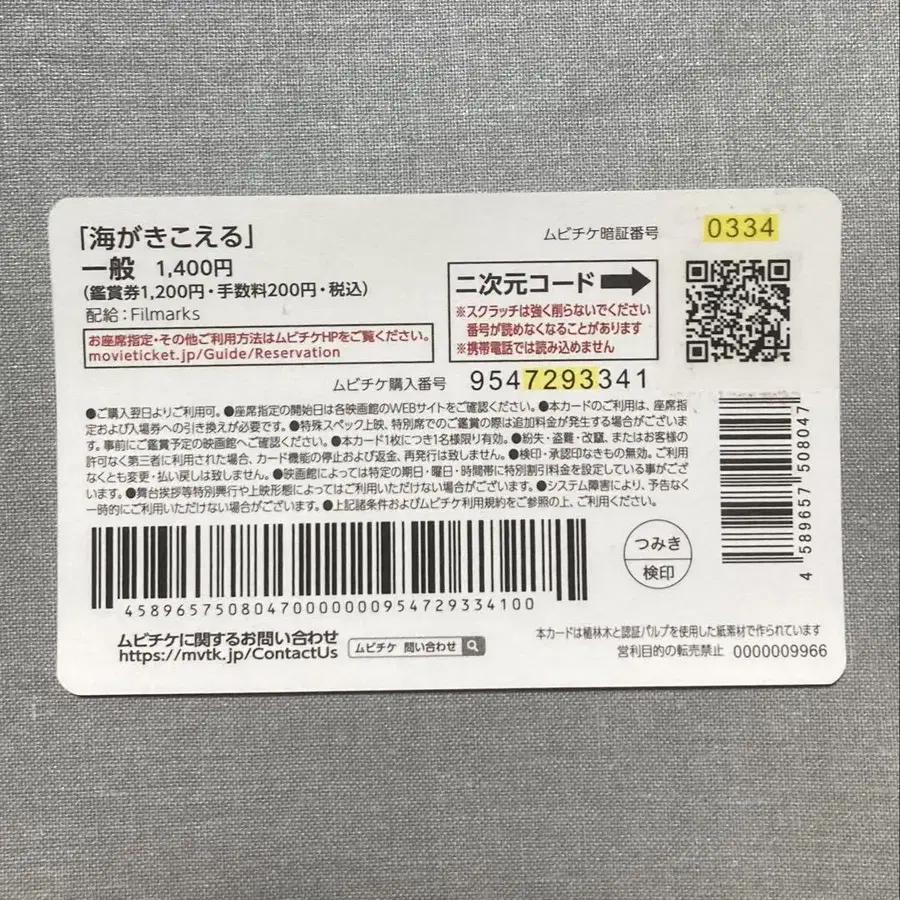 「海がきこえる」
一般 1,400円
(鑑賞券1,200円・手数料200円・税込)
配給:Filmarks
お座席指定・その他ご利用方法はムビチケHPをご覧ください。
movieticket.jp/Guide/Reservation
ムビチケ暗証番号 0334
二次元コード➡
※スクラッチは強く削らないでください
番号が読めなくなることがあります
※携帯電話では読み込めません
ムビチケ購入番号 9547293341
●ご購入翌日よりご利用可。●座席指定の開始日は各映画館のWEBサイトをご確認ください。●本カードのご利用は、座席指
定および入場券への引き換えが必要です。●特殊スペック上映、特別席でのご鑑賞の際は追加料金が発生する場合がございま
す。事前にご鑑賞予定の映画館へご確認ください。●本カード1枚につき1名様限り有効。●紛失・盗難・改竄、またはお客様の
許可なく第三者に利用された場合、カード機能の停止および返金、再発行は致しません。●検印・承認印なきもの無効。ご利用
なくとも変更・払い戻しは致しません。●映画館によっては特定の期日・曜日・時間帯に特別割引料金を設定している事がござ
います。●舞台挨拶等特別興行や上映形態によってはご利用いただけない場合がございます。●システム障害により、予告なく
一時的にご利用いただけない場合がございます。●上記諸条件およびムビチケ利用規約をご参照の上、ご利用ください。
4 589657 508047
4589657508047000000009547293341​00
つみき
検印
ムビチケに関するお問い合わせ
https://mvtk.jp/ContactUs
ムビチケ 問い合わせ
本カードは植林木と認証パルプを使用した紙素材で作られています
営利目的の転売禁止 0000009966